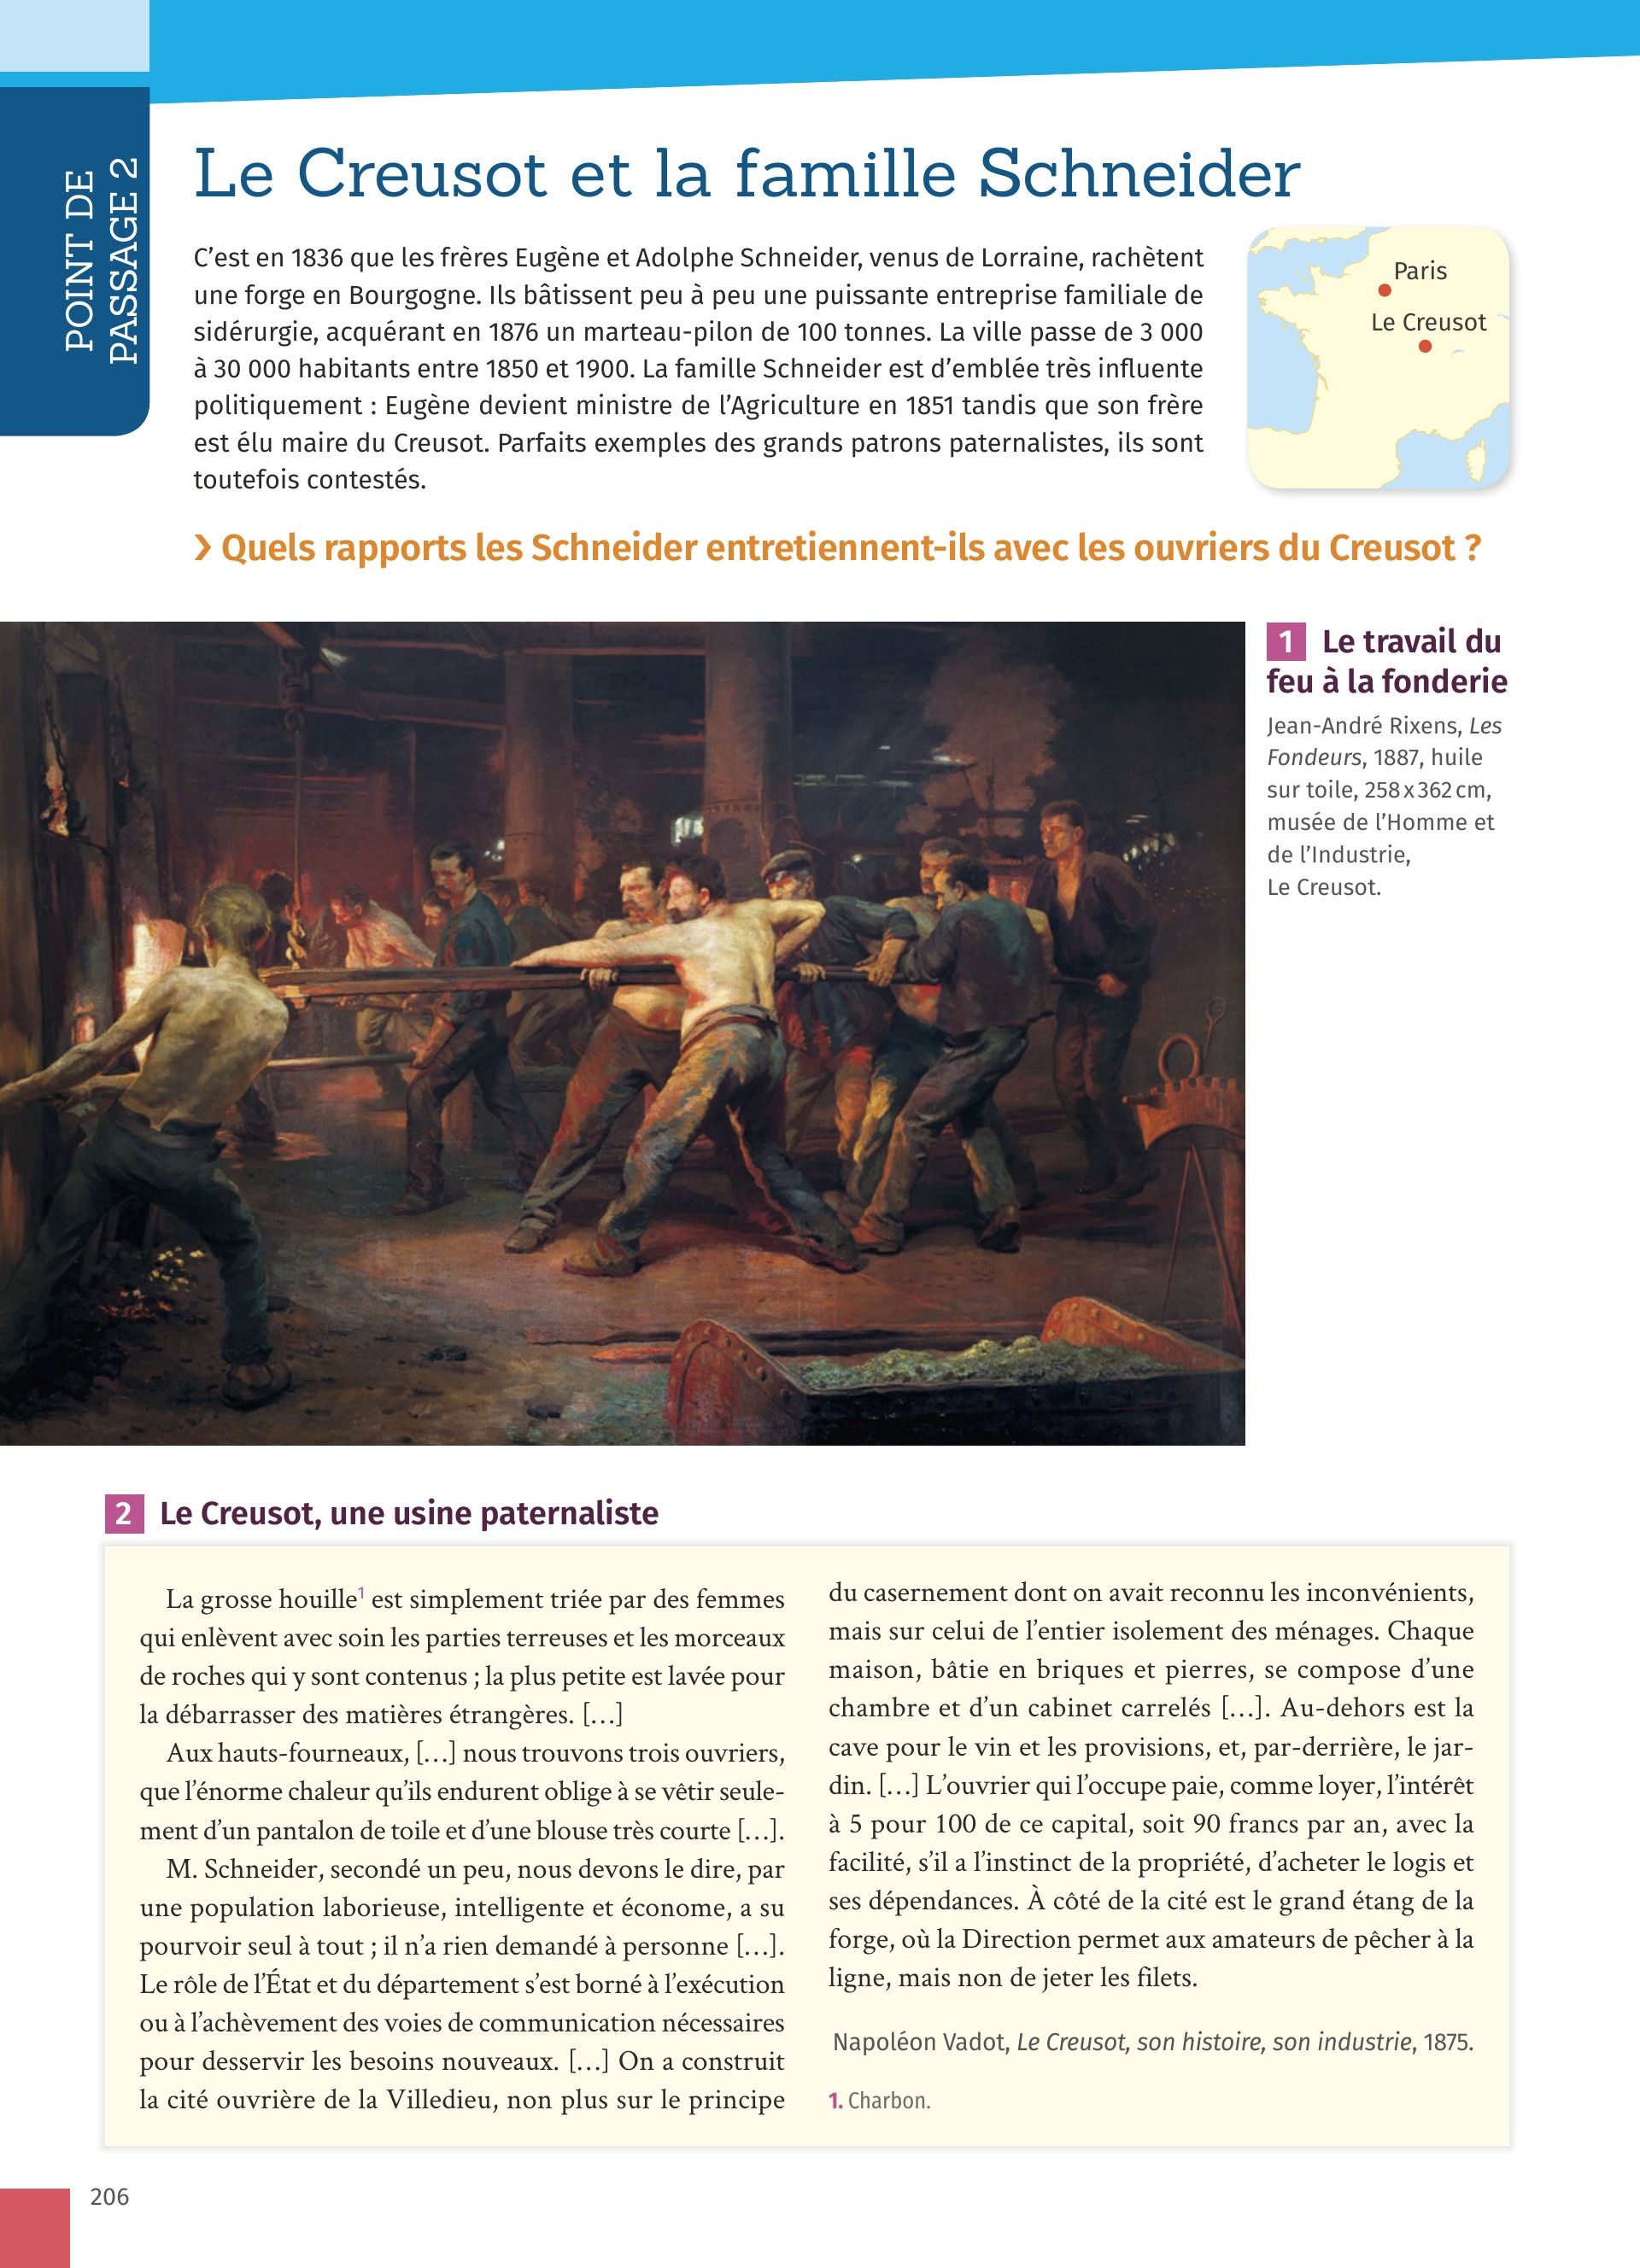 POINT DE
PASSAGE 2
Le Creusot et la famille Schneider
C’est en 1836 que les frères Eugène et Adolphe Schneider, venus de Lorraine, rachètent
une forge en Bourgogne. Ils bâtissent peu à peu une puissante entreprise familiale de
sidérurgie, acquérant en 1876 un marteau-pilon de 100 tonnes. La ville passe de 3 000
à 30 000 habitants entre 1850 et 1900. La famille Schneider est d’emblée très influente
politiquement : Eugène devient ministre de l’Agriculture en 1851 tandis que son frère
est élu maire du Creusot. Parfaits exemples des grands patrons paternalistes, ils sont
toutefois contestés.
Paris
Le Creusot
› Quels rapports les Schneider entretiennent-ils avec les ouvriers du Creusot ?
1 Le travail du
feu à la fonderie
Jean-André Rixens, Les
Fondeurs, 1887, huile
sur toile, 258 x 362 cm,
musée de l’Homme et
de l’Industrie,
Le Creusot.
2 Le Creusot, une usine paternaliste
La grosse houille1 est simplement triée par des femmes
qui enlèvent avec soin les parties terreuses et les morceaux
de roches qui y sont contenus ; la plus petite est lavée pour
la débarrasser des matières étrangères. […]
Aux hauts-fourneaux, […] nous trouvons trois ouvriers,
que l’énorme chaleur qu’ils endurent oblige à se vêtir seule-
ment d’un pantalon de toile et d’une blouse très courte […].
M. Schneider, secondé un peu, nous devons le dire, par
une population laborieuse, intelligente et économe, a su
pourvoir seul à tout ; il n’a rien demandé à personne […].
Le rôle de l’État et du département s’est borné à l’exécution
ou à l’achèvement des voies de communication nécessaires
pour desservir les besoins nouveaux. […] On a construit
la cité ouvrière de la Villedieu, non plus sur le principe
du casernement dont on avait reconnu les inconvénients,
mais sur celui de l’entier isolement des ménages. Chaque
maison, bâtie en briques et pierres, se compose d’une
chambre et d’un cabinet carrelés […]. Au-dehors est la
cave pour le vin et les provisions, et, par-derrière, le jar-
din. […] L’ouvrier qui l’occupe paie, comme loyer, l’intérêt
à 5 pour 100 de ce capital, soit 90 francs par an, avec la
facilité, s’il a l’instinct de la propriété, d’acheter le logis et
ses dépendances. À côté de la cité est le grand étang de la
forge, où la Direction permet aux amateurs de pêcher à la
ligne, mais non de jeter les filets.
Napoléon Vadot, Le Creusot, son histoire, son industrie, 1875.
1. Charbon.
206